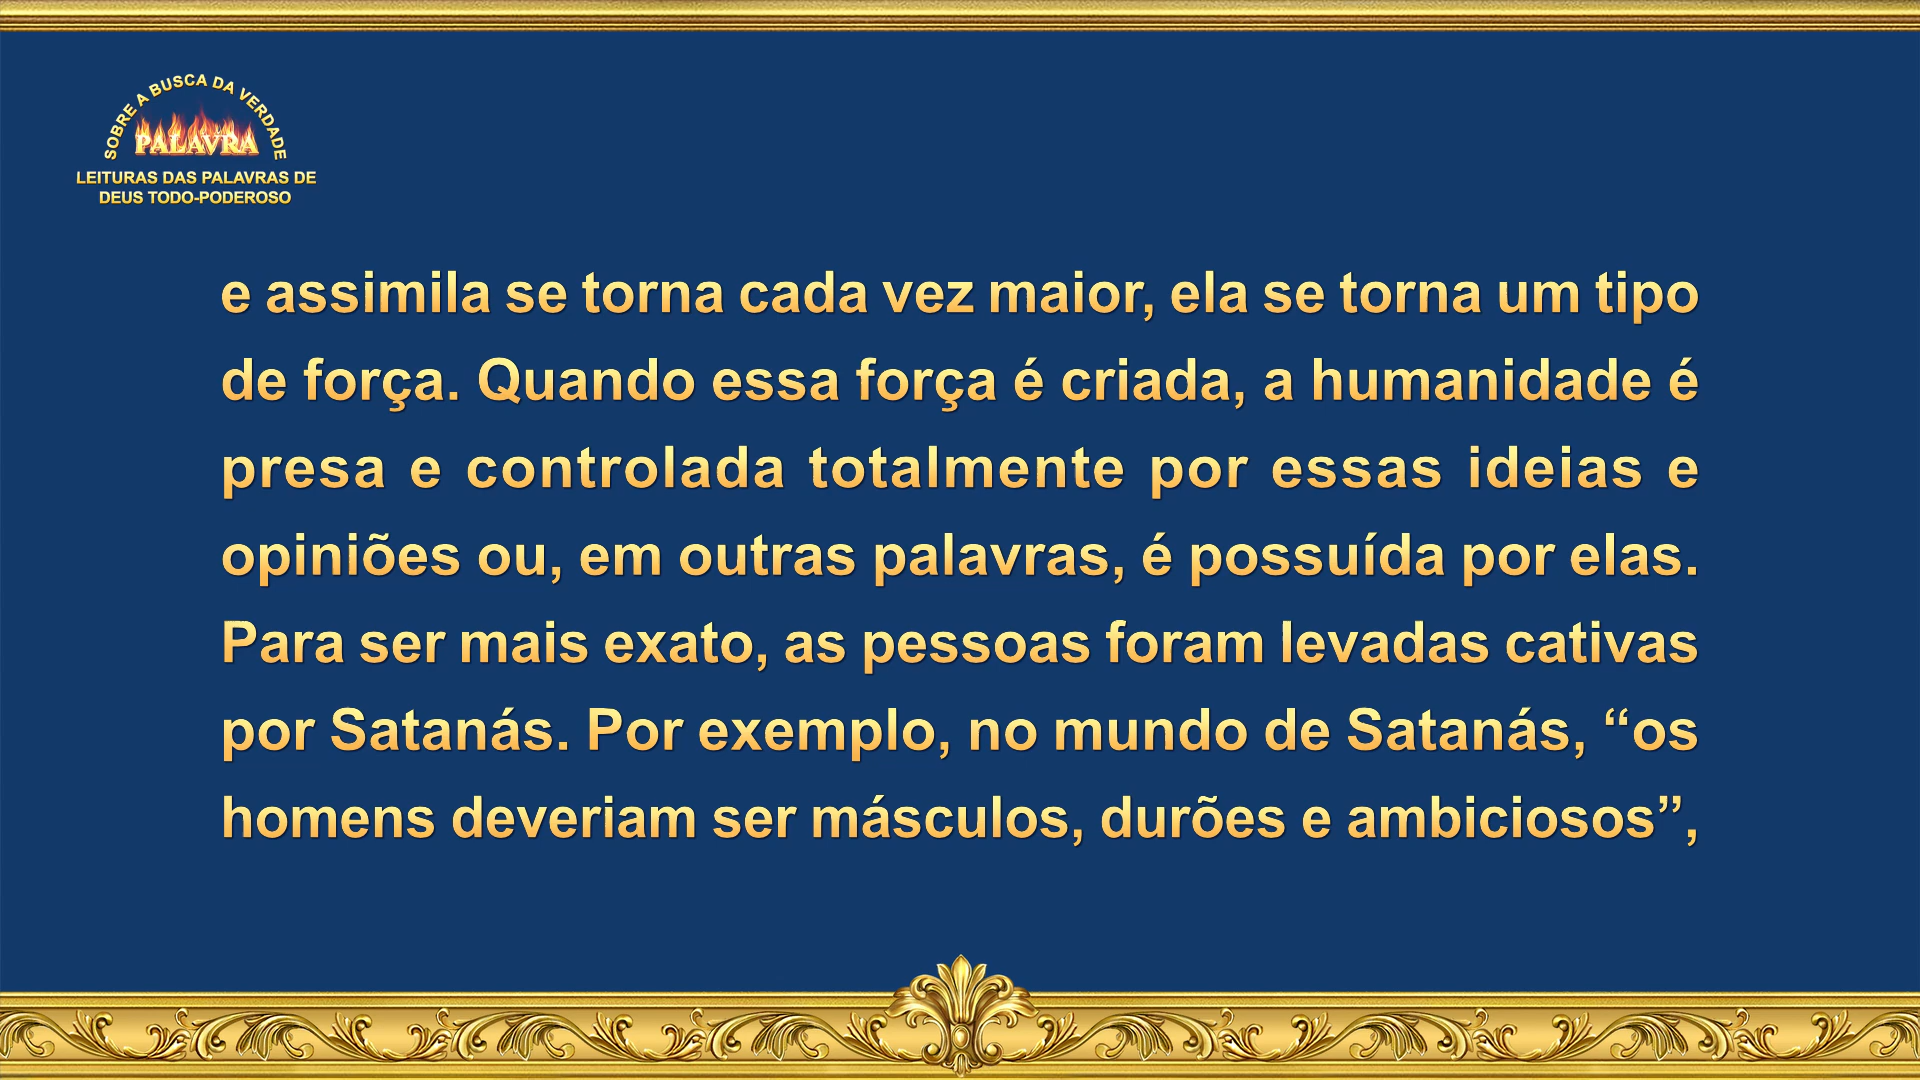 SOBRE A BUSCA DA VERDADE
PALAVRA
LEITURAS DAS PALAVRAS DE
DEUS TODO-PODEROSO
e assimila se torna cada vez maior, ela se torna um tipo
de força. Quando essa força é criada, a humanidade é
presa e controlada totalmente por essas ideias e
opiniões ou, em outras palavras, é possuída por elas.
Para ser mais exato, as pessoas foram levadas cativas
por Satanás. Por exemplo, no mundo de Satanás, “os
homens deveriam ser másculos, durões e ambiciosos”,